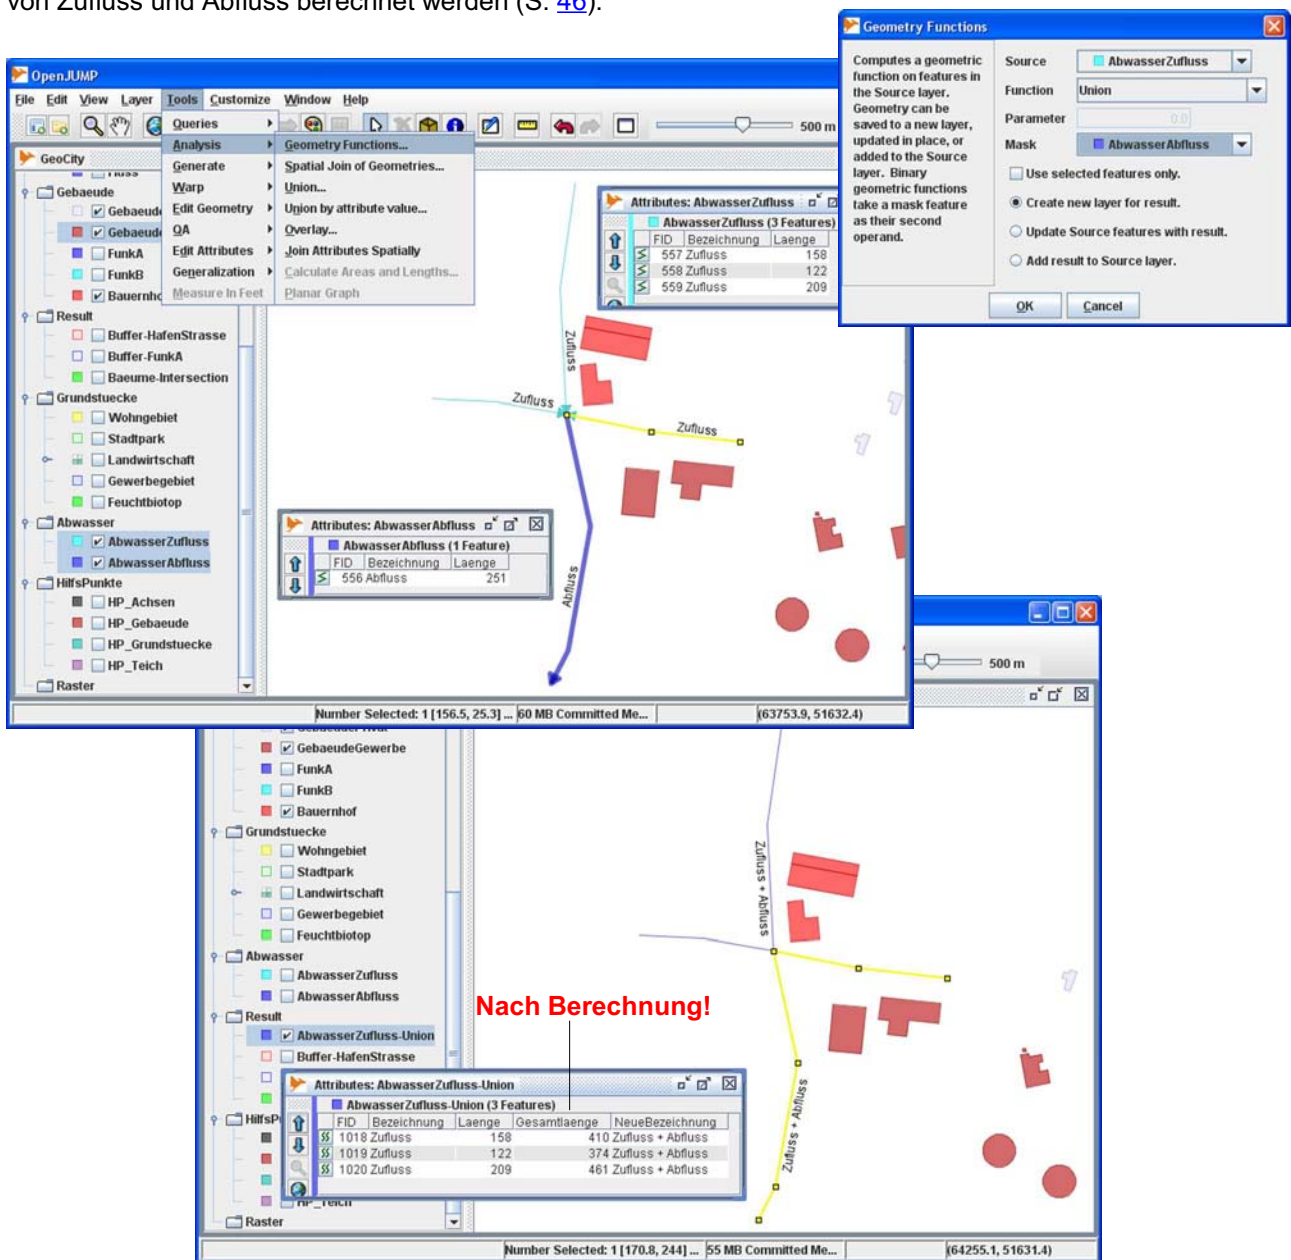 von Zufluss und Abfluss berechnet werden (S. 46).
Geometry Functions
Computes a geometric
function on features in
the Source layer.
Geometry can be
saved to a new layer,
updated in place, or
added to the Source
layer. Binary
geometric functions
take a mask feature
as their second
operand.
Source AbwasserZufluss
Function Union
Parameter 0.0
Mask AbwasserAbfluss
Use selected features only.
Create new layer for result.
Update Source features with result.
Add result to Source layer.
OK Cancel
OpenJUMP
File Edit View Layer Tools Customize Window Help
500 m
Queries
Analysis
Generate
Warp
Edit Geometry
QA
Edit Attributes
Generalization
Measure In Feet
Geometry Functions...
Spatial Join of Geometries...
Union...
Union by attribute value...
Overlay...
Join Attributes Spatially
Calculate Areas and Lengths...
Planar Graph
GeoCity
Gebaeude
FunkA
FunkB
Result
Buffer-HafenStrasse
Buffer-FunkA
Baeume-Intersection
Grundstuecke
Wohngebiet
Stadtpark
Landwirtschaft
Gewerbegebiet
Feuchtbiotop
Abwasser
AbwasserZufluss
AbwasserAbfluss
HilfsPunkte
HP_Achsen
HP_Gebaeude
HP_Grundstuecke
HP_Teich
Raster
Attributes: AbwasserZufluss
AbwasserZufluss (3 Features)
FID Bezeichnung Laenge
557 Zufluss 158
558 Zufluss 122
559 Zufluss 209
Zufluss
Zufluss
Zufluss
Abfluss
Attributes: AbwasserAbfluss
AbwasserAbfluss (1 Feature)
FID Bezeichnung Laenge
556 Abfluss 251
Number Selected: 1 [156.5, 25.3] ... 60 MB Committed Me... (63753.9, 51632.4)
500 m
GebaeudeGewerbe
FunkA
FunkB
Bauernhof
Grundstuecke
Wohngebiet
Stadtpark
Landwirtschaft
Gewerbegebiet
Feuchtbiotop
Abwasser
AbwasserZufluss
AbwasserAbfluss
Result
AbwasserZufluss-Union
Buffer-HafenStrasse
Raster
Zufluss + Abfluss
Zufluss + Abfluss
Nach Berechnung!
Attributes: AbwasserZufluss-Union
AbwasserZufluss-Union (3 Features)
FID Bezeichnung Laenge Gesamtlaenge NeueBezeichnung
1018 Zufluss 158 410 Zufluss + Abfluss
1019 Zufluss 122 374 Zufluss + Abfluss
1020 Zufluss 209 461 Zufluss + Abfluss
Number Selected: 1 [170.8, 244] ... 55 MB Committed Me... (64255.1, 51631.4)